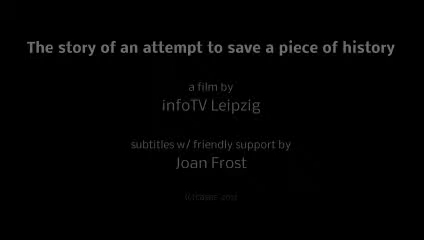 The story of an attempt to save a piece of history
a film by
infoTV Leipzig
subtitles w/ friendly support by
Joan Frost